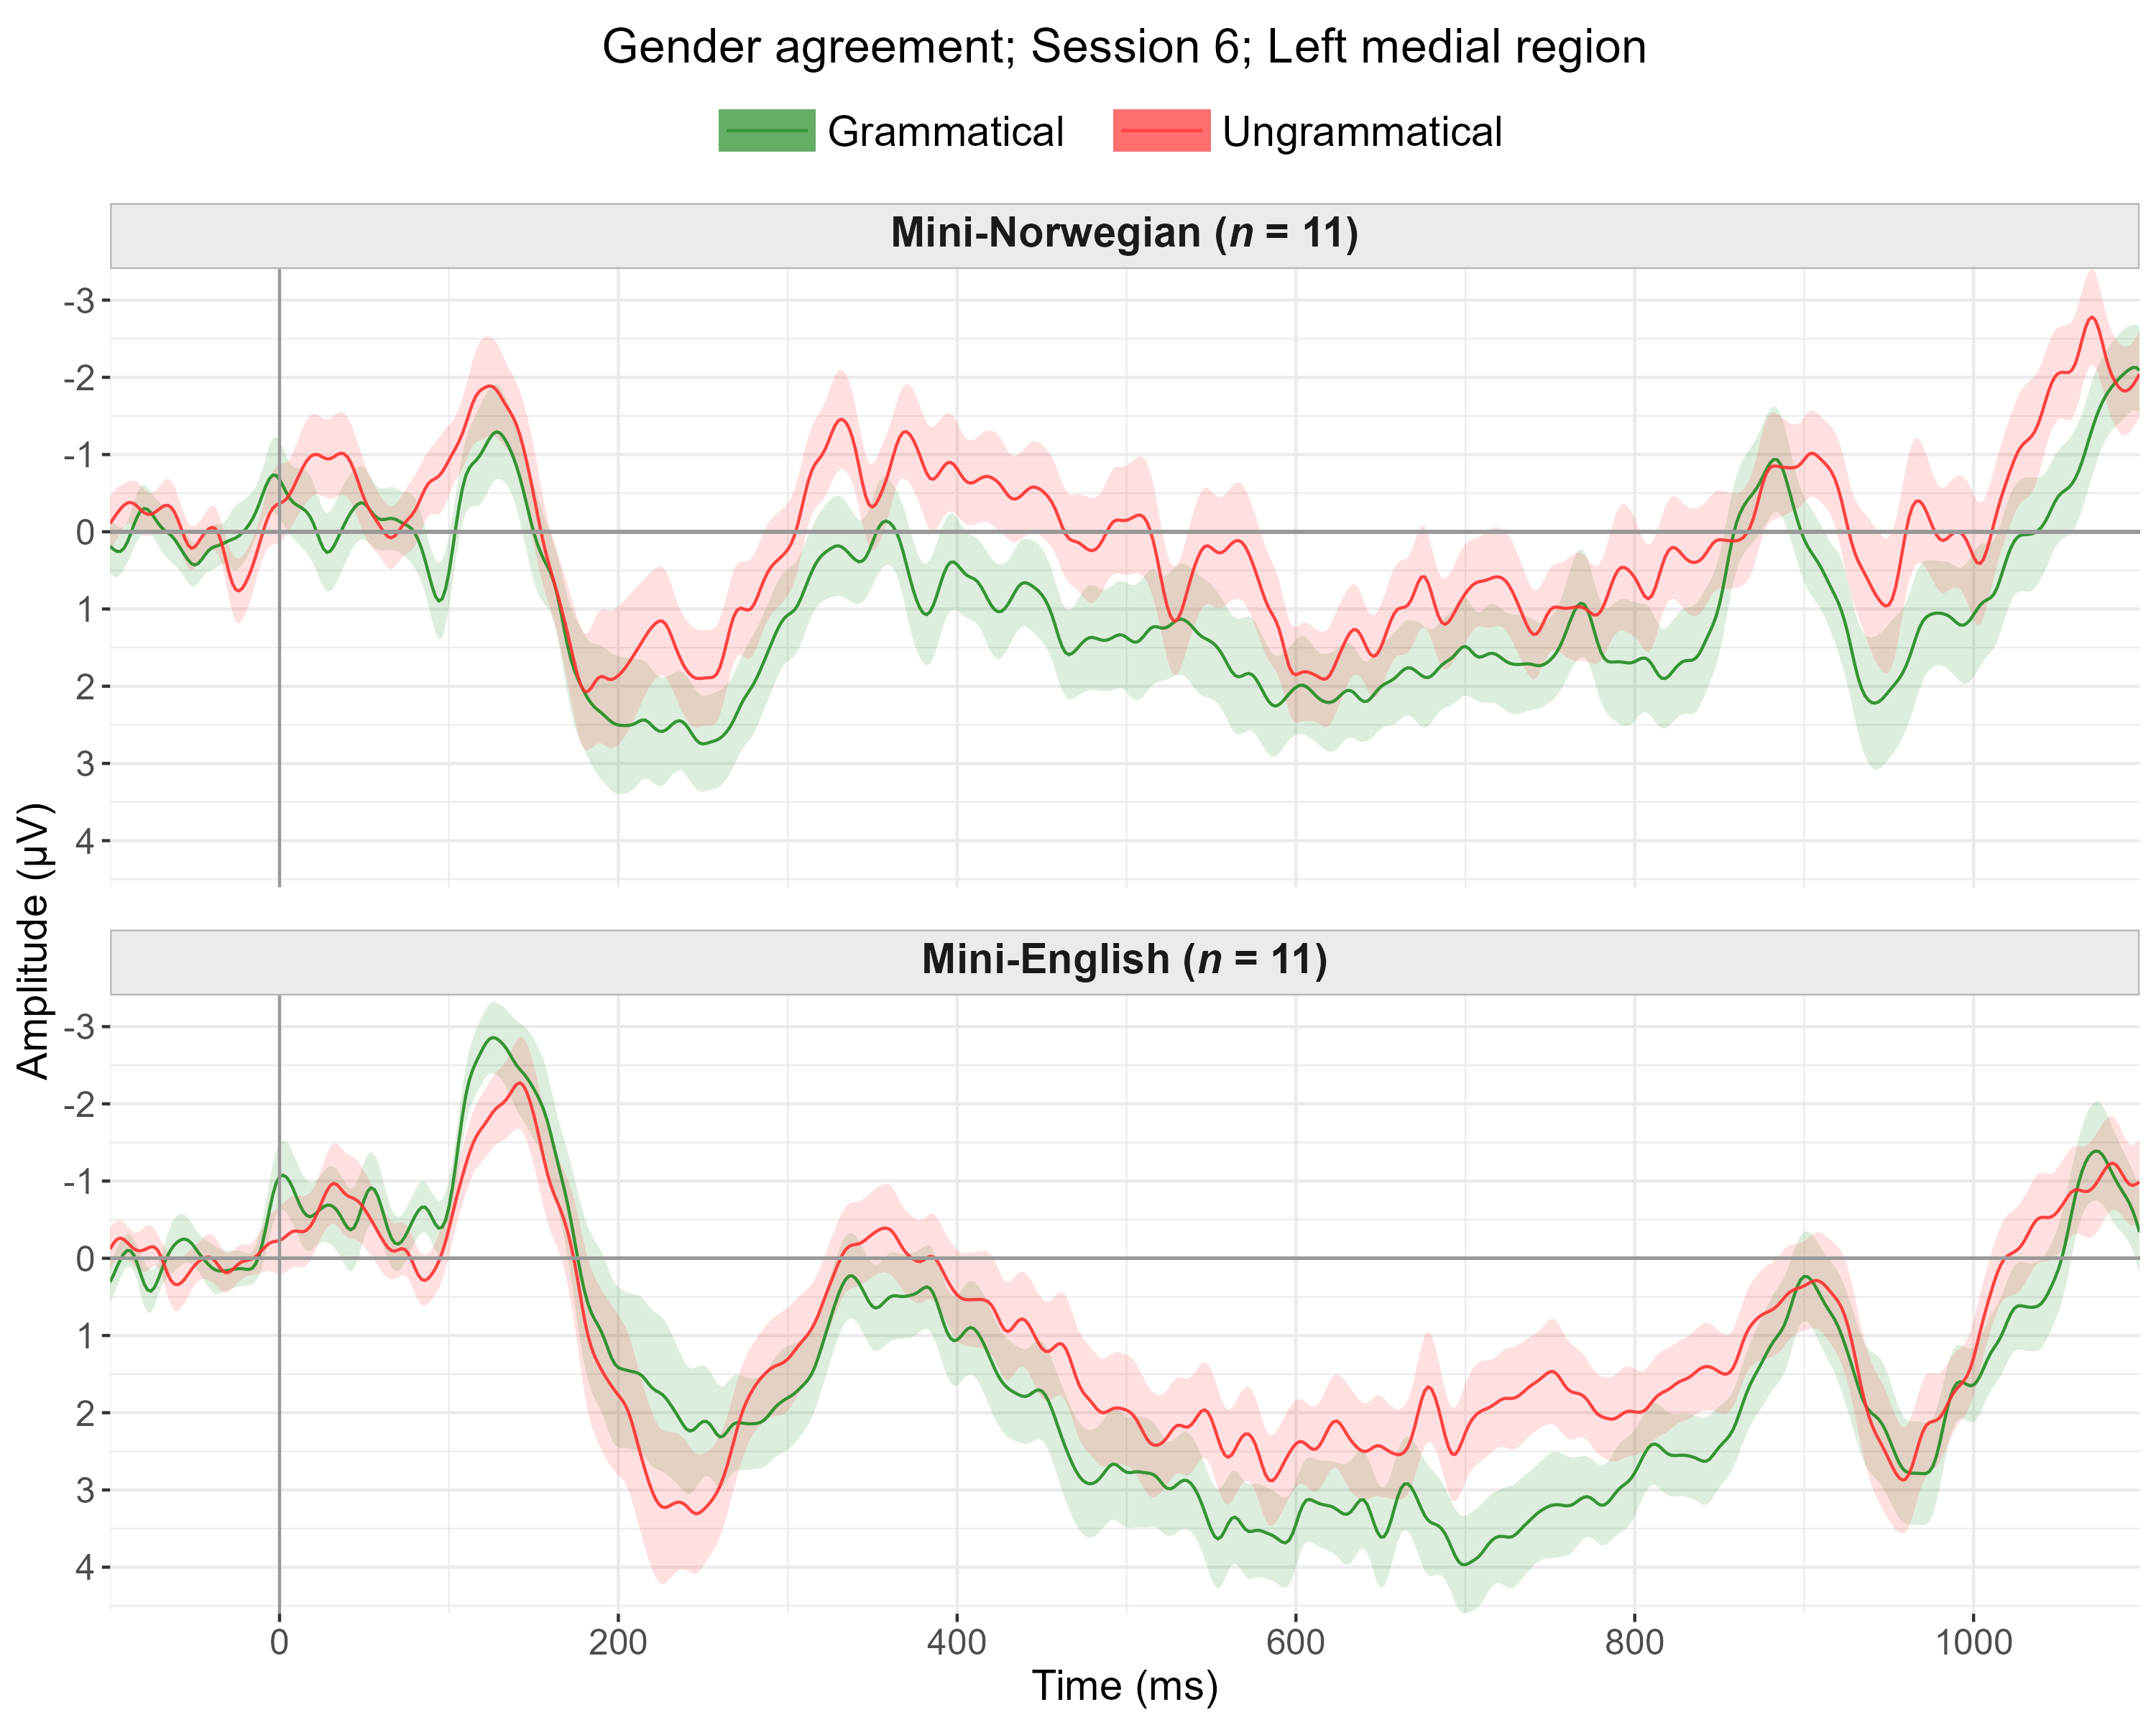 Gender agreement; Session 6; Left medial region
Grammatical Ungrammatical
Mini-Norwegian (n = 11)
-3
-2
-1
0
1
2
3
4
Amplitude (µV)
Mini-English (n = 11)
-3
-2
-1
0
1
2
3
4
0 200 400 600 800 1000
Time (ms)